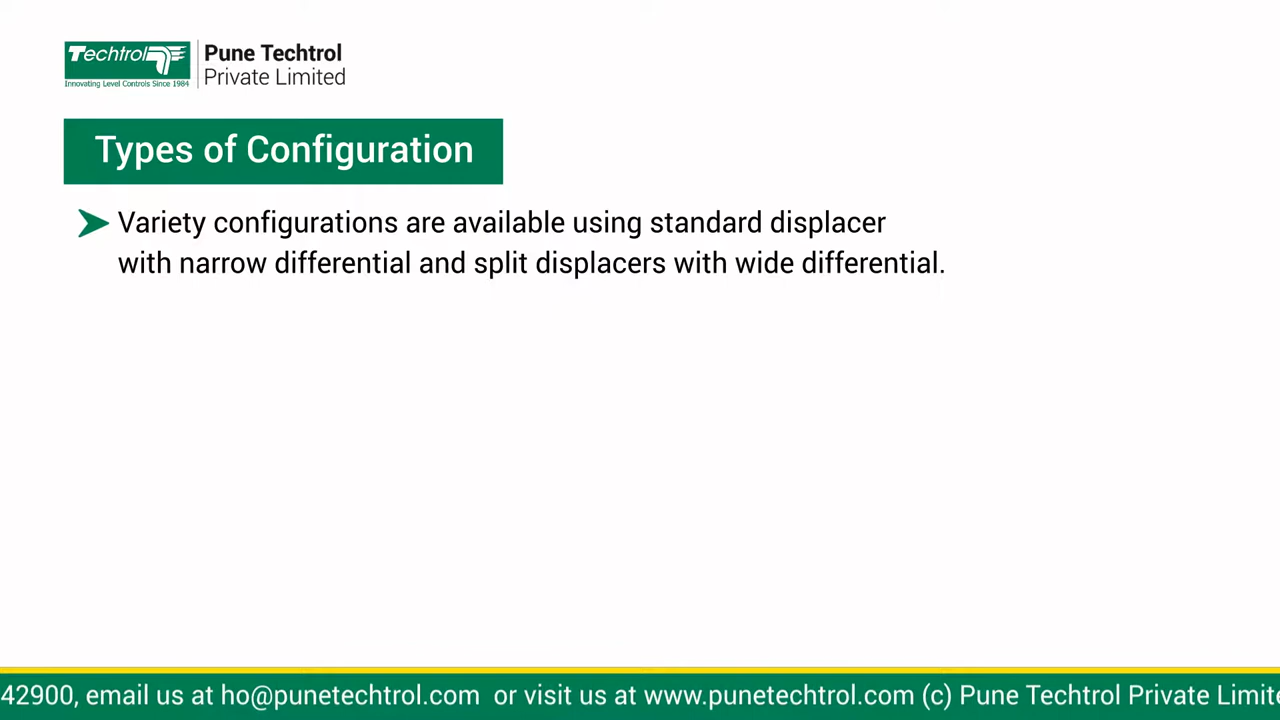 Techtrol
Innovating Level Controls Since 1984
Pune Techtrol
Private Limited
Types of Configuration
Variety configurations are available using standard displacer
with narrow differential and split displacers with wide differential.
42900, email us at ho@punetechtrol.com or visit us at www.punetechtrol.com (c) Pune Techtrol Private Limite